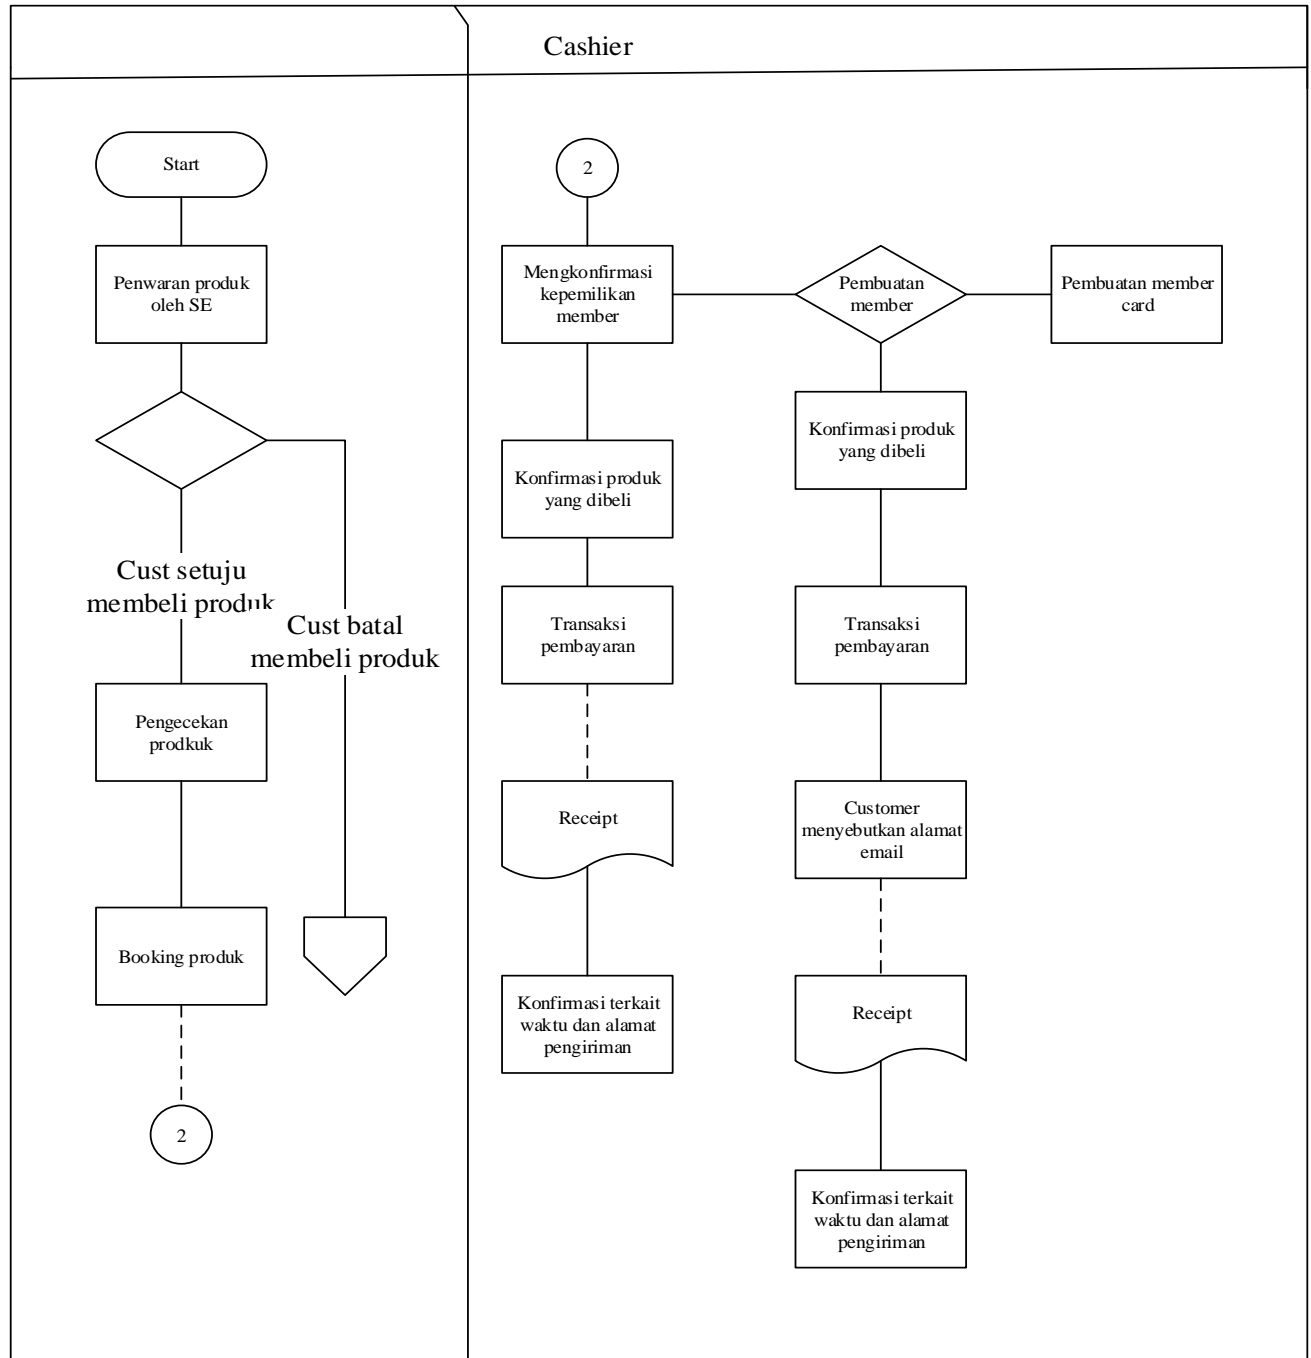 Cashier
Start
Penwaran produk
oleh SE
Cust setuju
membeli produk
Cust batal
membeli produk
Pengecekan
prodkuk
Booking produk
2
2
Mengkonfirmasi
kepemilikan
member
Pembuatan
member
Pembuatan member
card
Konfirmasi produk
yang dibeli
Transaksi
pembayaran
Receipt
Konfirmasi terkait
waktu dan alamat
pengiriman
Konfirmasi produk
yang dibeli
Transaksi
pembayaran
Customer
menyebutkan alamat
email
Receipt
Konfirmasi terkait
waktu dan alamat
pengiriman